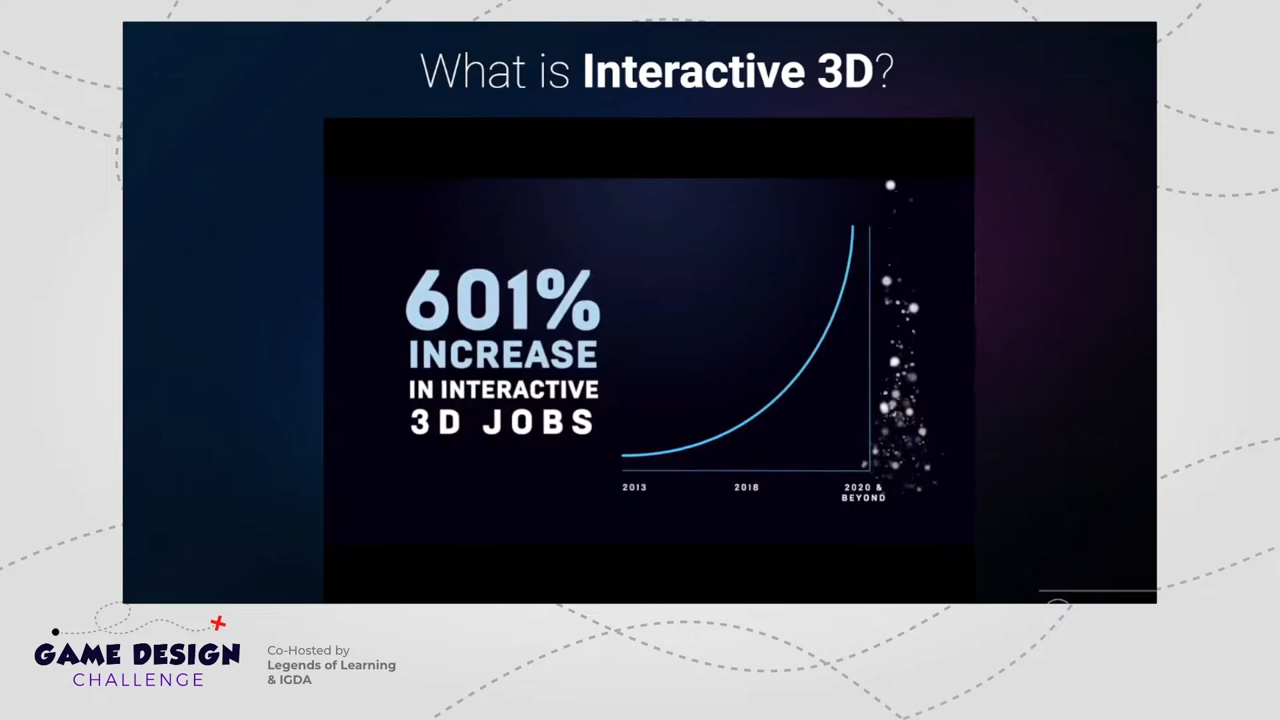 What is Interactive 3D?
601%
INCREASE
IN INTERACTIVE
3D JOBS
2013
2018
2020 &
BEYOND
GAME DESIGN
CHALLENGE
Co-Hosted by
Legends of Learning
& IGDA